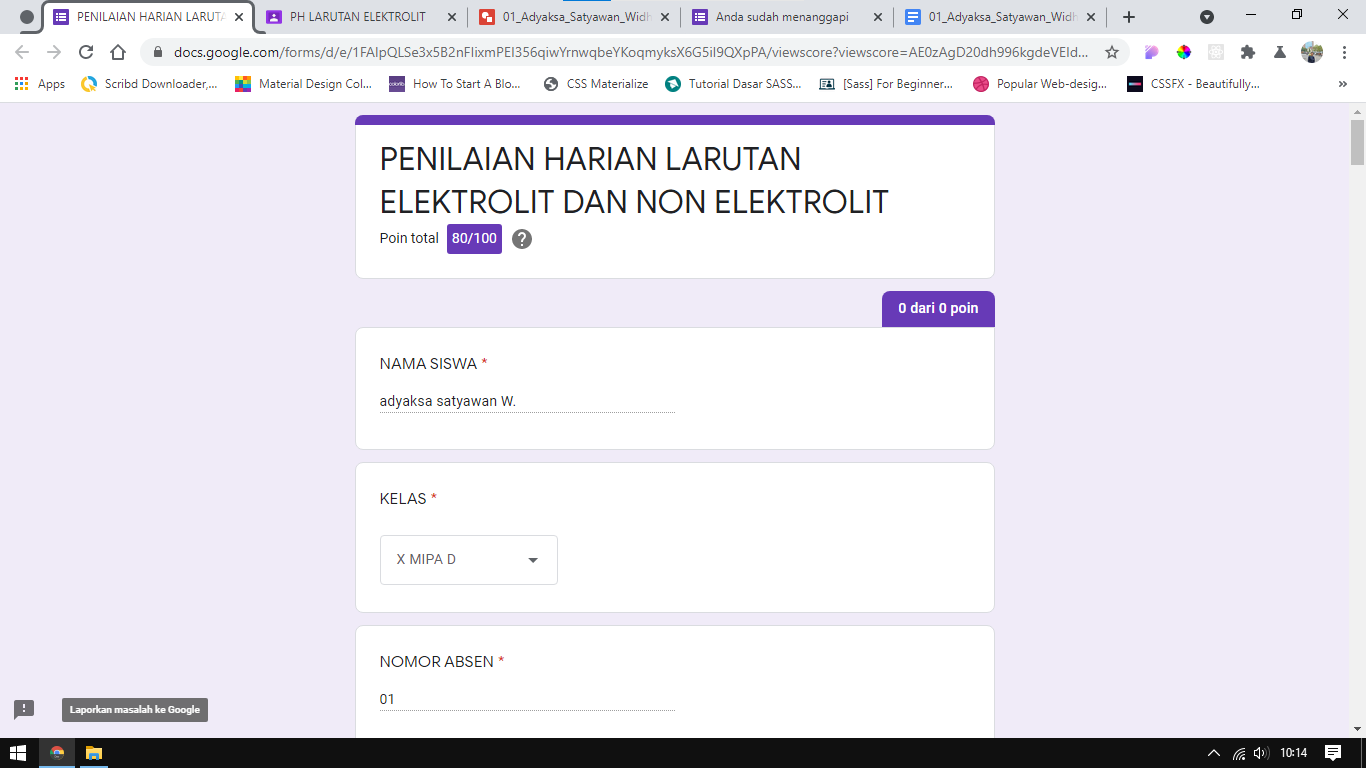 PENILAIAN HARIAN LARUTA
PH LARUTAN ELEKTROLIT
01_Adyaksa_Satyawan_Widh
Anda sudah menanggapi
01_Adyaksa_Satyawan_Widh
docs.google.com/forms/d/e/1FAIpQLSe3x5B2nFIixmPEI356qiwYrnwqbeYKoqmyksX6G5iI9QXpPA/viewscore?viewscore=AE0zAgD20dh996kgdeVEId...
Apps
Scribd Downloader,...
Material Design Col...
How To Start A Blo...
CSS Materialize
Tutorial Dasar SASS...
[Sass] For Beginner...
Popular Web-desig...
CSSFX - Beautifully...
»
PENILAIAN HARIAN LARUTAN
ELEKTROLIT DAN NON ELEKTROLIT
Poin total 80/100
0 dari 0 poin
NAMA SISWA *
adyaksa satyawan W.
KELAS *
X MIPA D
NOMOR ABSEN *
01
Laporkan masalah ke Google
10:14